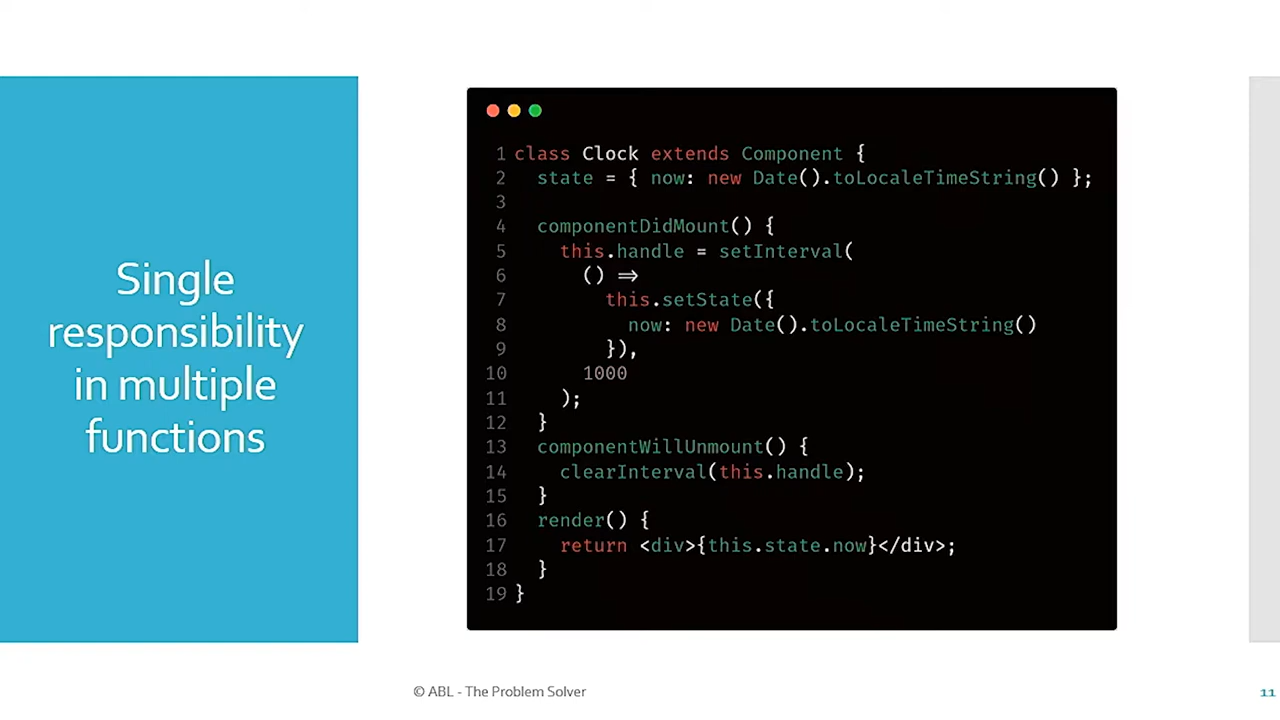 Single
responsibility
in multiple
functions
1 class Clock extends Component {
2   state = { now: new Date().toLocaleTimeString() };
3
4   componentDidMount() {
5     this.handle = setInterval(
6       () ⇒
7         this.setState({
8           now: new Date().toLocaleTimeString()
9         }),
10       1000
11     );
12   }
13   componentWillUnmount() {
14     clearInterval(this.handle);
15   }
16   render() {
17     return <div>{this.state.now}</div>;
18   }
19 }
© ABL - The Problem Solver
11